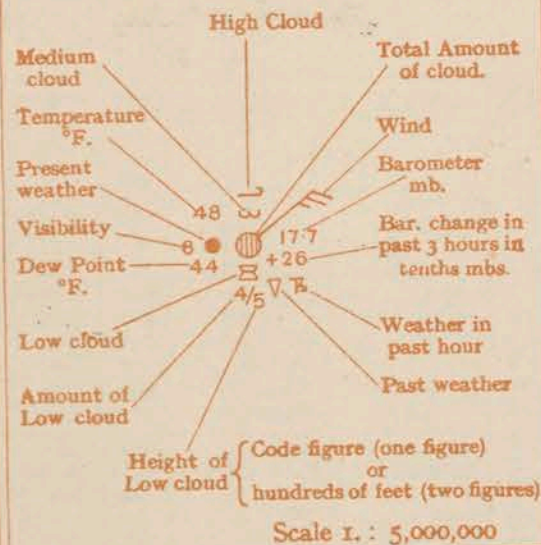 High Cloud
Medium
cloud
Total Amount
of cloud.
Temperature
°F.
Wind
Present
weather
Barometer
mb.
48
Visibility
8
17.7
Bar. change in
past 3 hours in
tenths mbs.
+26
Dew Point
°F.
44
4/5
Low cloud
Weather in
past hour
Amount of
Low cloud
Past weather
Height of
Low cloud
Code figure (one figure)
or
hundreds of feet (two figures)
Scale 1. : 5,000,000